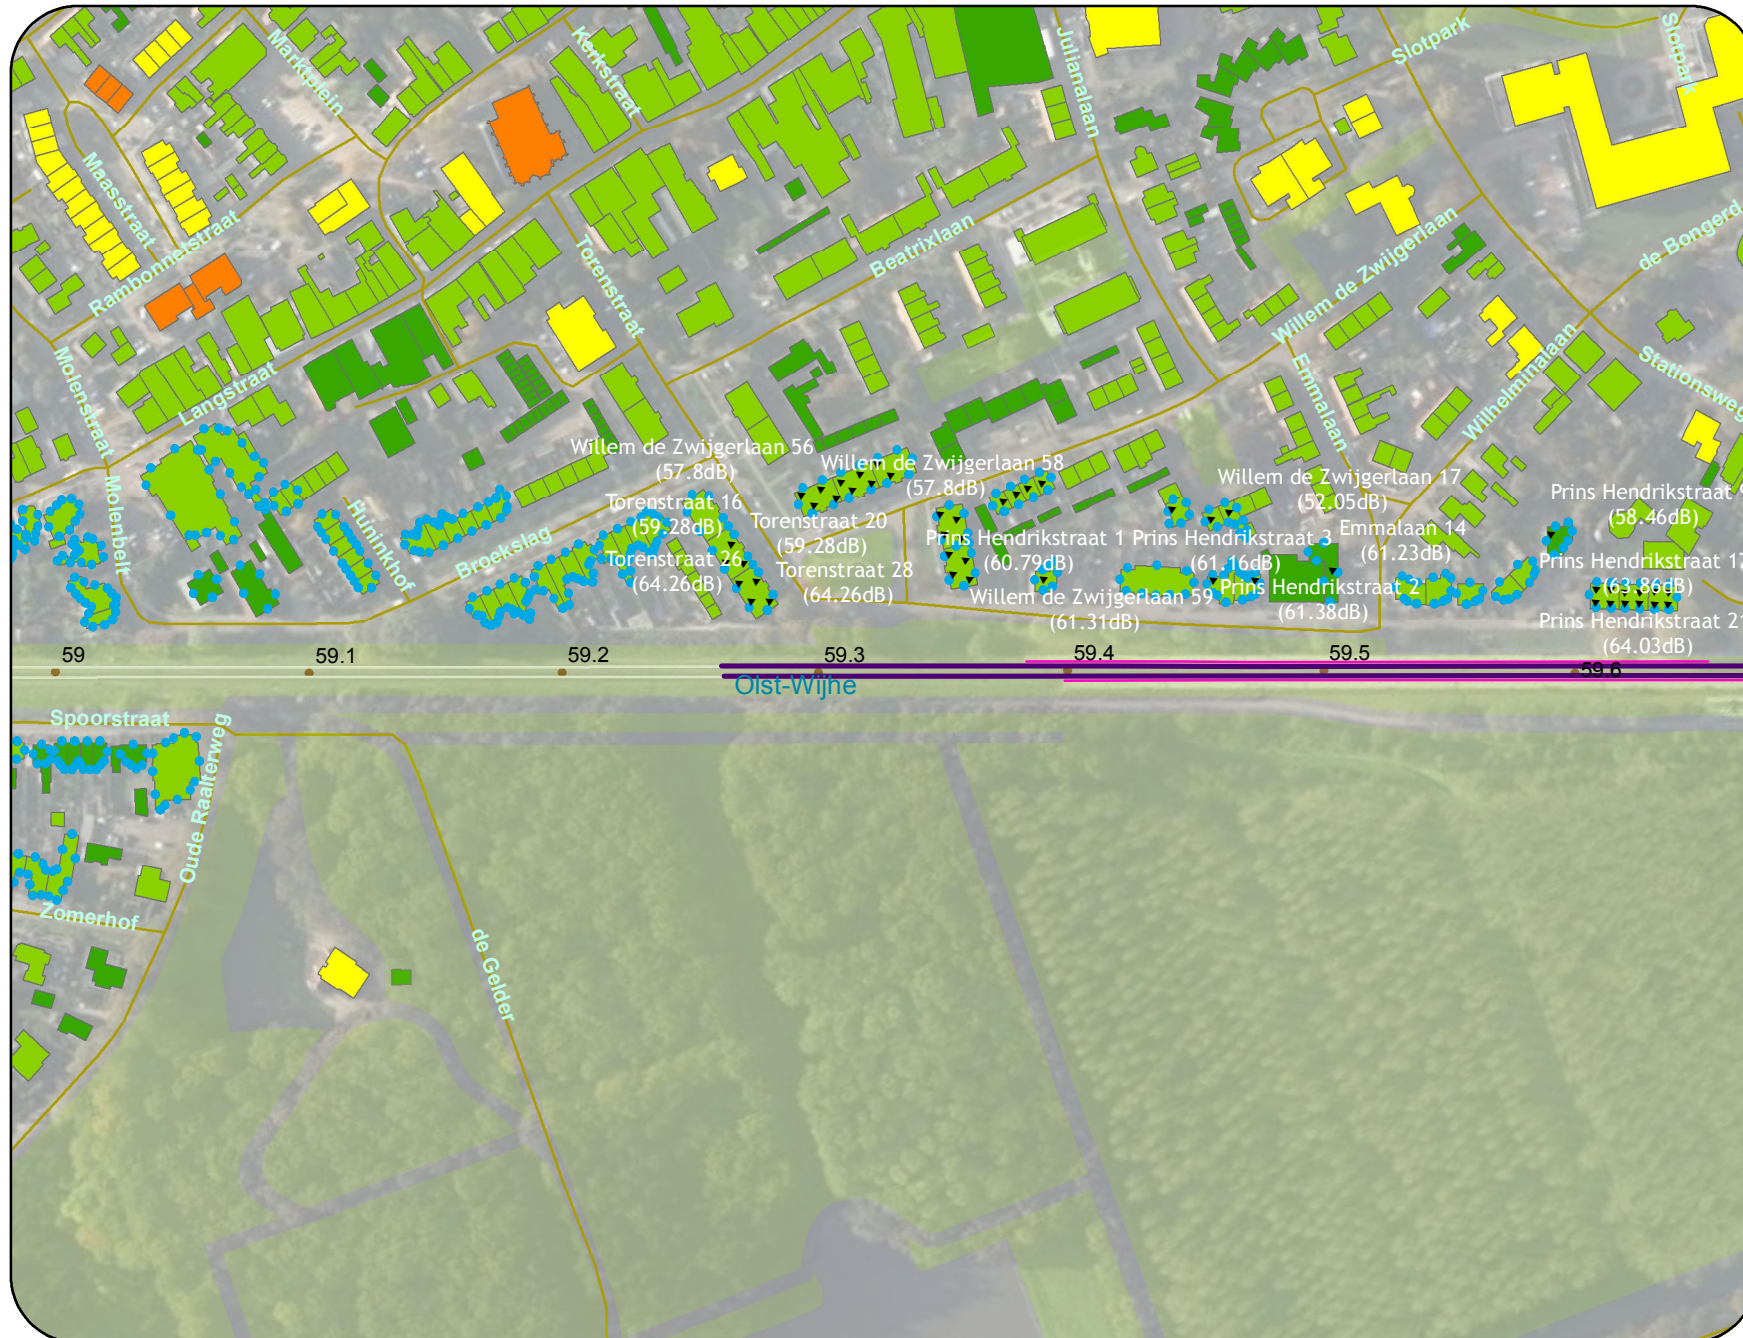 Marktplein
Kerkstraat
Julianalaan
Slotpark
Slotpark
Maasstraat
Rambonnetstraat
Torenstraat
Beatrixlaan
Willem de Zwijgerlaan
de Bongerd
Molenstraat
Langstraat
Emmalaan
Wilhelminalaan
Stationsweg
Willem de Zwijgerlaan 56
(57.8dB)
Willem de Zwijgerlaan 58
(57.8dB)
Willem de Zwijgerlaan 17
(52.05dB)
Molenbelt
Huninkhof
Broekslag
Torenstraat 16
(59.28dB)
Torenstraat 20
(59.28dB)
Torenstraat 26
(64.26dB)
Torenstraat 28
(64.26dB)
Prins Hendrikstraat 1
(60.79dB)
Prins Hendrikstraat 3
(61.16dB)
Emmalaan 14
(61.23dB)
Willem de Zwijgerlaan 59
(61.31dB)
Prins Hendrikstraat 2
(61.38dB)
Prins Hendrikstraat 9
(58.46dB)
Prins Hendrikstraat 17
(63.86dB)
Prins Hendrikstraat 21
(64.03dB)
59
59.1
59.2
59.3
59.4
59.5
59.6
Olst-Wijhe
Spoorstraat
Oude Raalterweg
Zomerhof
de Gelder